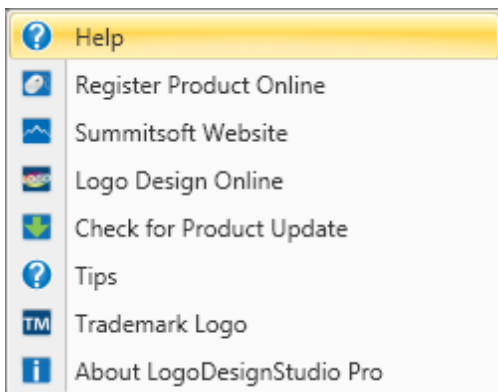 Help
Register Product Online
Summitsoft Website
Logo Design Online
Check for Product Update
Tips
TM Trademark Logo
About LogoDesignStudio Pro